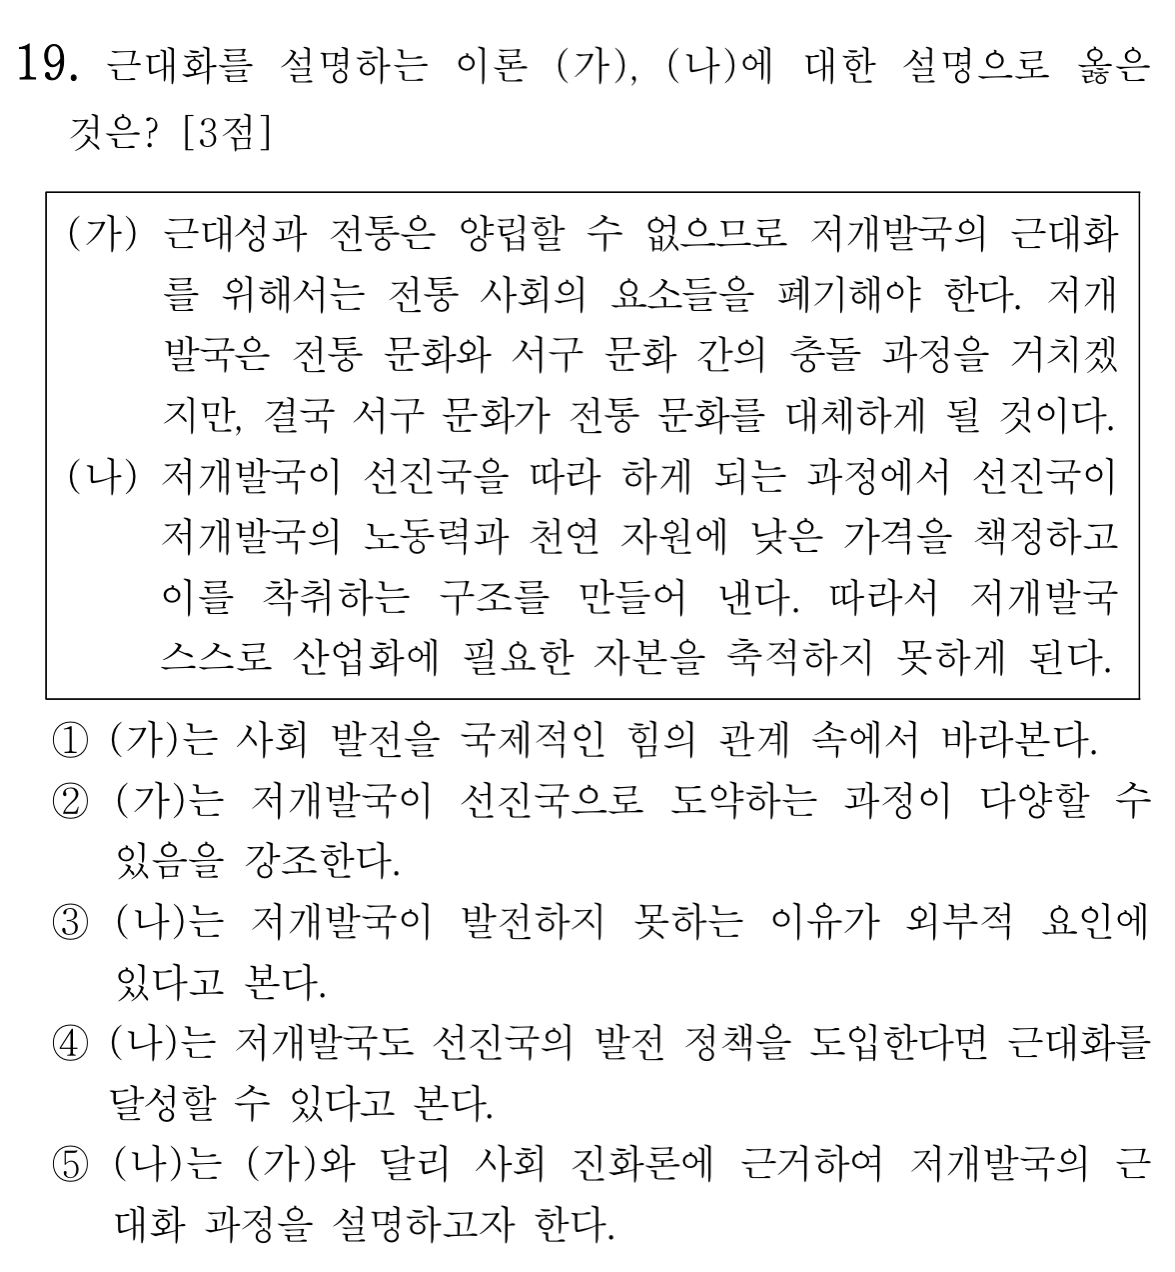 19. 근대화를 설명하는 이론 (가), (나)에 대한 설명으로 옳은
것은? [3점]
(가) 근대성과 전통은 양립할 수 없으므로 저개발국의 근대화
를 위해서는 전통 사회의 요소들을 폐기해야 한다. 저개
발국은 전통 문화와 서구 문화 간의 충돌 과정을 거치겠
지만, 결국 서구 문화가 전통 문화를 대체하게 될 것이다.
(나) 저개발국이 선진국을 따라 하게 되는 과정에서 선진국이
저개발국의 노동력과 천연 자원에 낮은 가격을 책정하고
이를 착취하는 구조를 만들어 낸다. 따라서 저개발국
스스로 산업화에 필요한 자본을 축적하지 못하게 된다.
① (가)는 사회 발전을 국제적인 힘의 관계 속에서 바라본다.
② (가)는 저개발국이 선진국으로 도약하는 과정이 다양할 수
있음을 강조한다.
③ (나)는 저개발국이 발전하지 못하는 이유가 외부적 요인에
있다고 본다.
④ (나)는 저개발국도 선진국의 발전 정책을 도입한다면 근대화를
달성할 수 있다고 본다.
⑤ (나)는 (가)와 달리 사회 진화론에 근거하여 저개발국의 근
대화 과정을 설명하고자 한다.